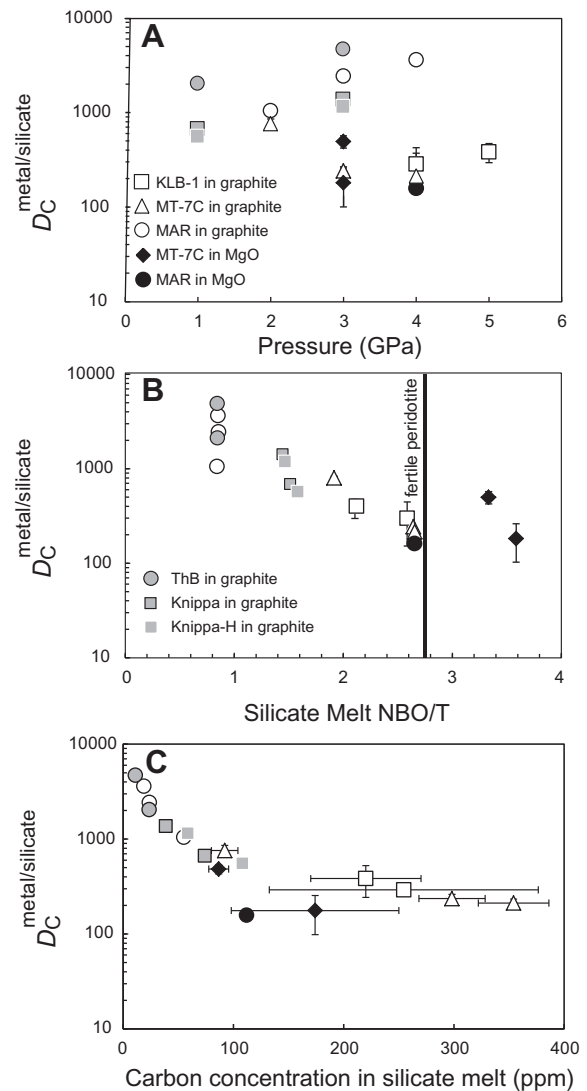 A
10000
1000
100
10
D_C metal/silicate
KLB-1 in graphite
MT-7C in graphite
MAR in graphite
MT-7C in MgO
MAR in MgO
0 1 2 3 4 5 6
Pressure (GPa)
B
10000
1000
100
10
D_C metal/silicate
fertile peridotite
ThB in graphite
Knippa in graphite
Knippa-H in graphite
0 1 2 3 4
Silicate Melt NBO/T
C
10000
1000
100
10
D_C metal/silicate
0 100 200 300 400
Carbon concentration in silicate melt (ppm)